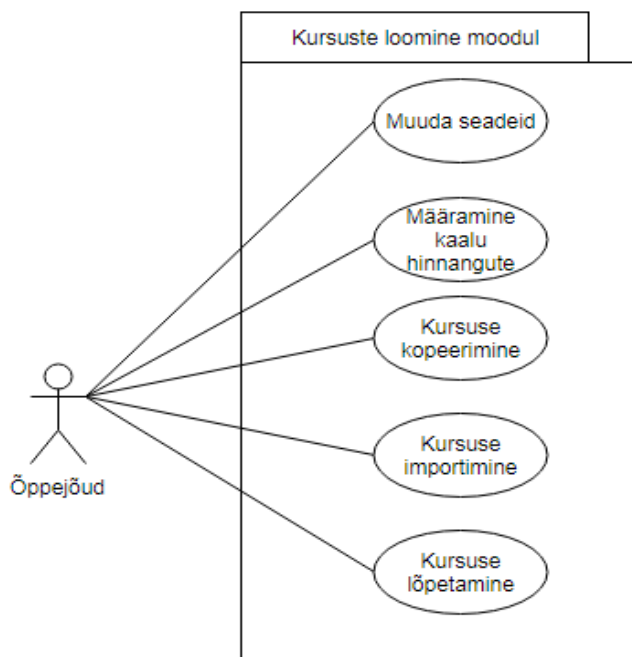 Kursuste loomine moodul
Muuda seadeid
Määramine
kaalu
hinnangute
Kursuse
kopeerimine
Kursuse
importimine
Õppejõud
Kursuse
lõpetamine